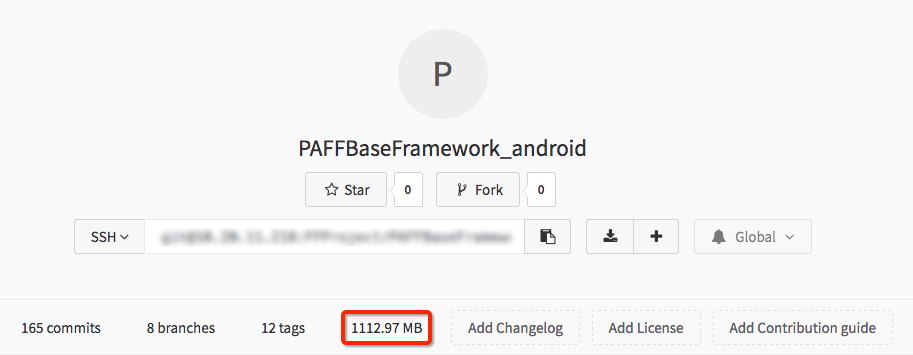 P
PAFFBaseFramework_android
Star 0 Fork 0
SSH Global
165 commits 8 branches 12 tags 1112.97 MB Add Changelog Add License Add Contribution guide